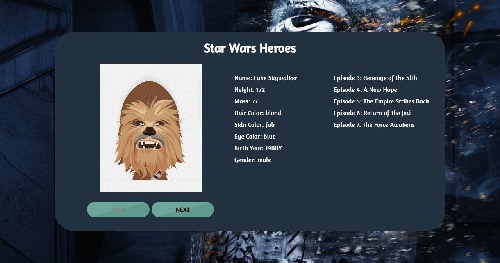 Star Wars Heroes
Name: Luke Skywalker
Height: 172
Mass: 77
Hair Color: blond
Skin Color: fair
Eye Color: blue
Birth Year: 19BBY
Gender: male
Episode 3: Revenge of the Sith
Episode 4: A New Hope
Episode 5: The Empire Strikes Back
Episode 6: Return of the Jedi
Episode 7: The Force Awakens
PREV
NEXT